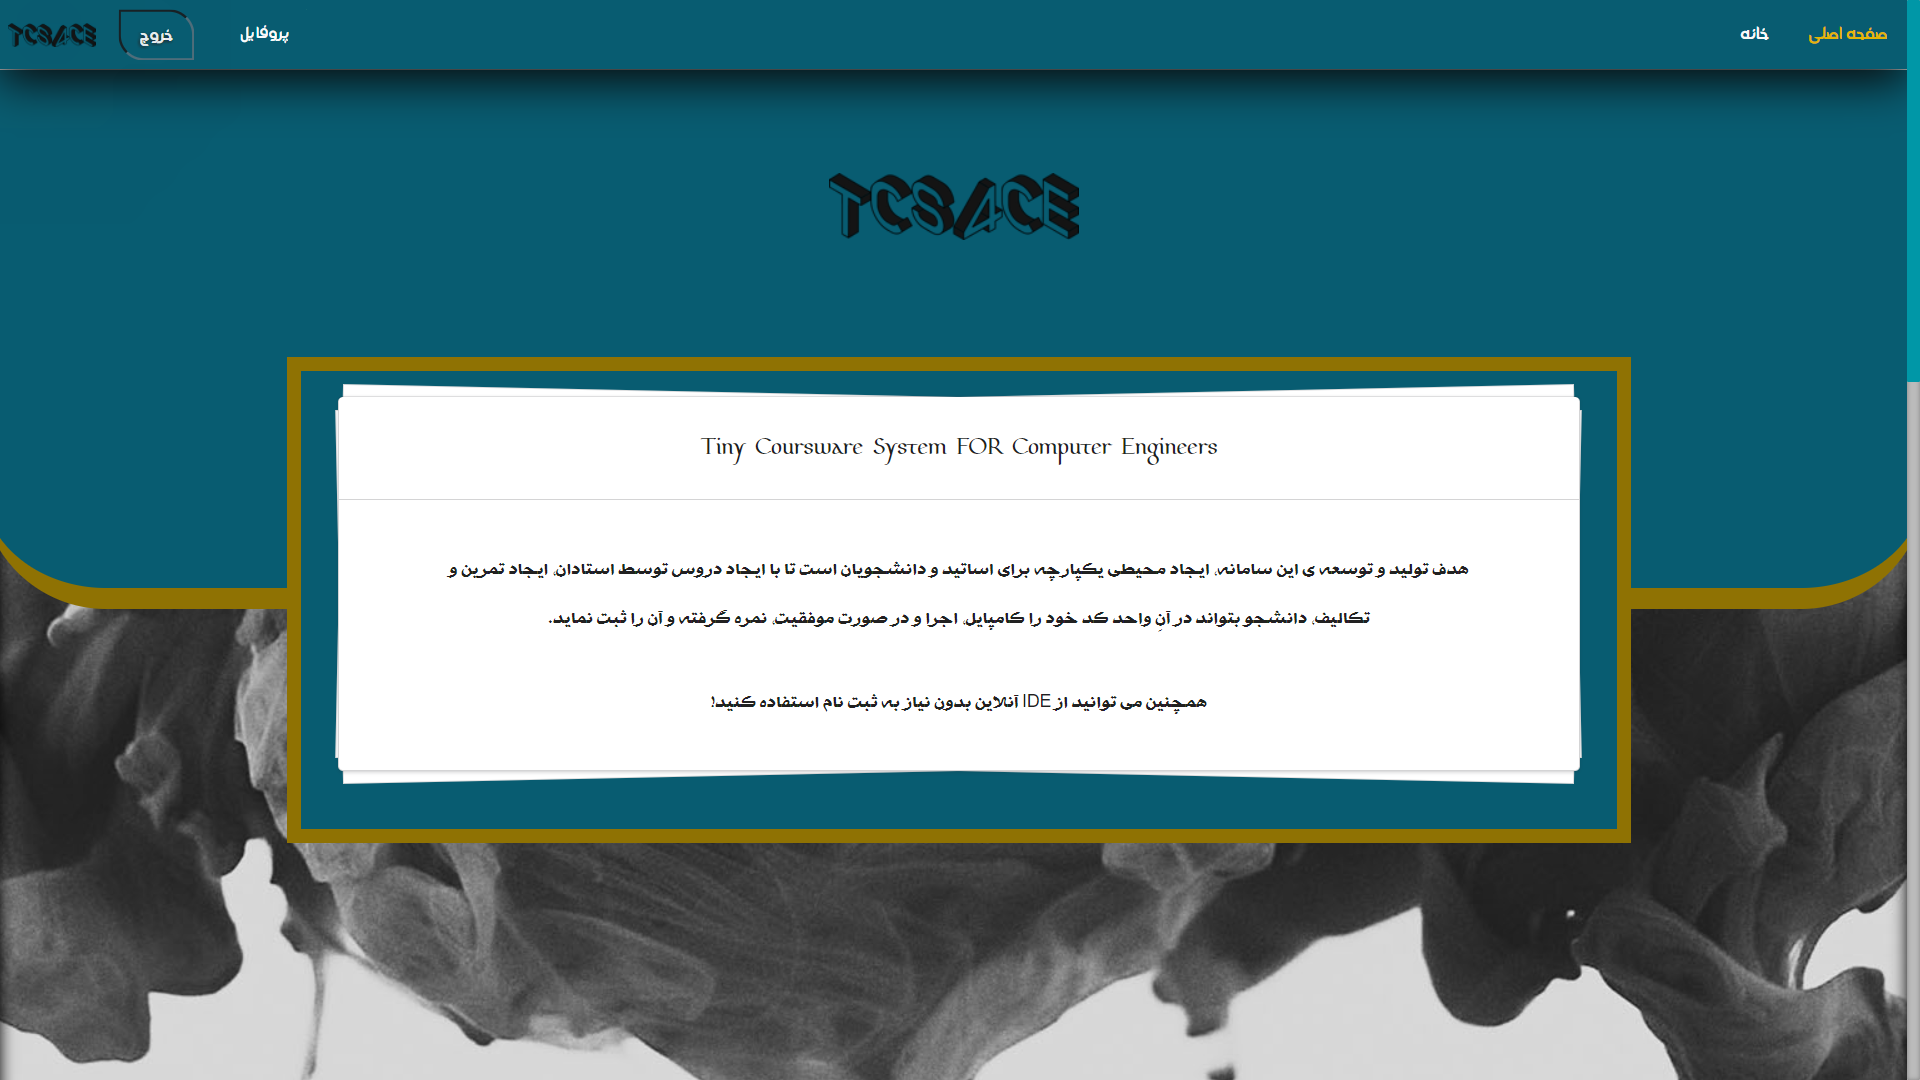 صفحه اصلی
خانه
پروفایل
خروج
TCS4CE
TCS4CE
Tiny Coursware System FOR Computer Engineers
هدف تولید و توسعه ی این سامانه، ایجاد محیطی یکپارچه برای اساتید و دانشجویان است تا با ایجاد دروس توسط استادان، ایجاد تمرین و
تکالیف، دانشجو بتواند در آنِ واحد کد خود را کامپایل، اجرا و در صورت موفقیت، نمره گرفته و آن را ثبت نماید.
همچنین می توانید از IDE آنلاین بدون نیاز به ثبت نام استفاده کنید!